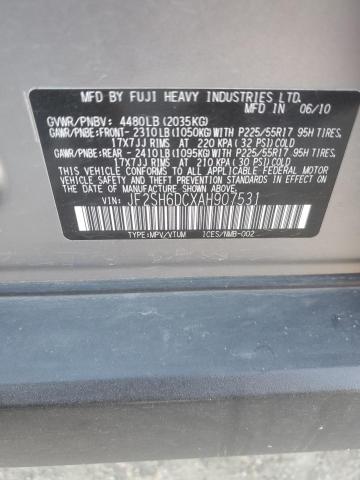 MFD BY FUJI HEAVY INDUSTRIES LTD.
GVWR/PNBV: 4480LB(2035KG) IN 06/10
GAWR/PNBE:FRONT-2310LB(1050KG)WITH P225/55R17 95H TIRES,
17X7JJ RIMS AT 220 KPA( 32 PSI)COLD
GAWR/PNBE:REAR -2410LB(1095KG)WITH P225/55R17 95H TIRES,
17X7JJ RIMS AT 210 KPA( 30 PSI)COLD
THIS VEHICLE CONFORMS TO ALL APPLICABLE FEDERAL MOTOR
VEHICLE SAFETY, BUMPER, AND THEFT PREVENTION
STANDARDS IN EFFECT ON THE DATE OF MANUFACTURE
SHOWN ABOVE.
VIN: JF2SH6DCXAH907531
TYPE:MPV/VTUM ICES/NMB-002